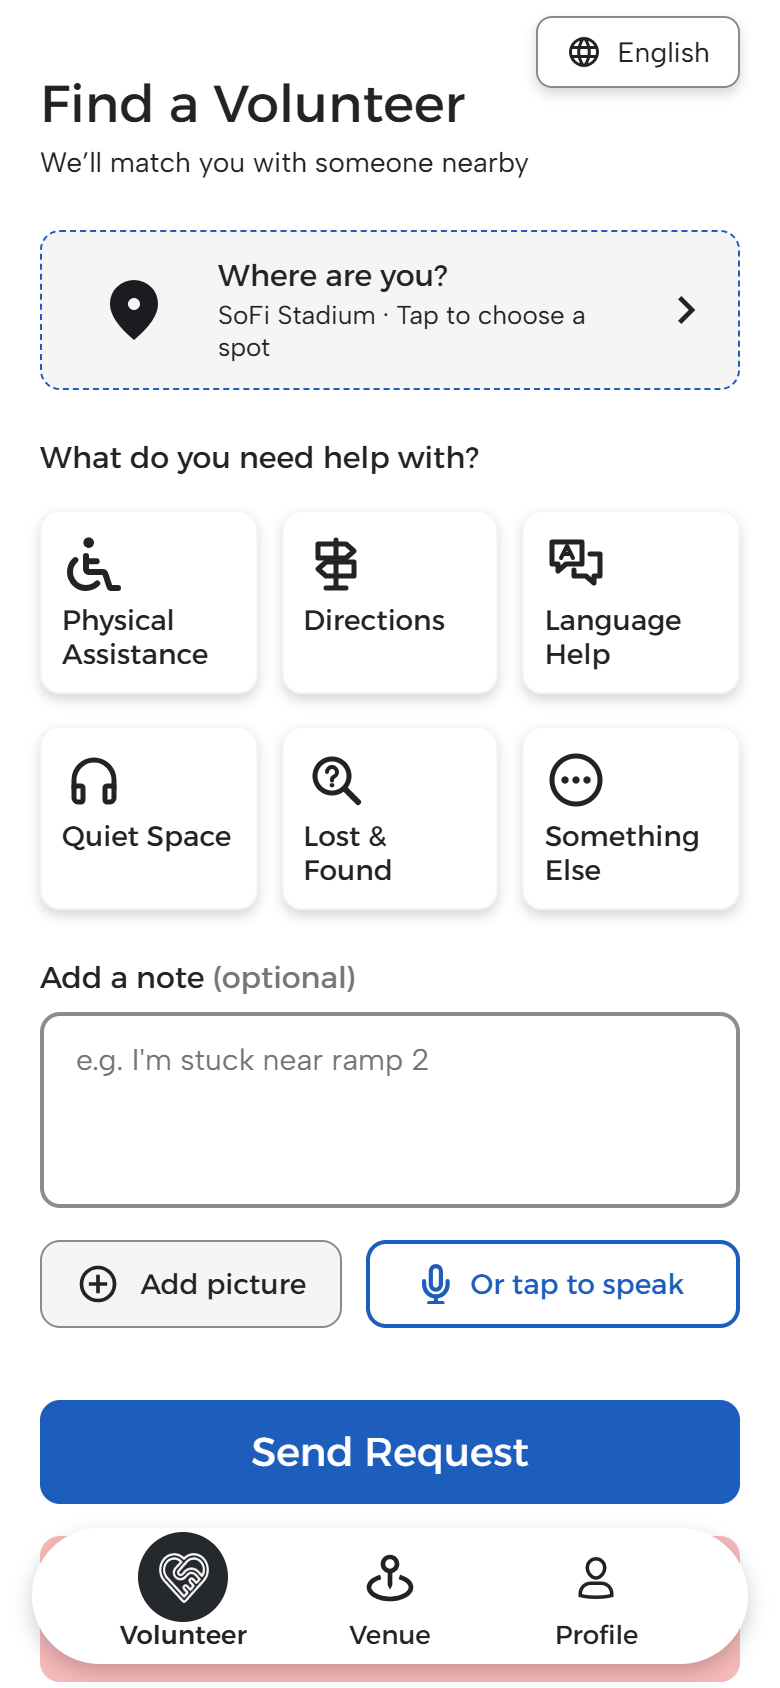 English
Find a Volunteer
We’ll match you with someone nearby
Where are you?
SoFi Stadium · Tap to choose a
spot
What do you need help with?
Physical
Assistance
Directions
Language
Help
Quiet Space
Lost &
Found
Something
Else
Add a note (optional)
e.g. I'm stuck near ramp 2
Add picture
Or tap to speak
Send Request
Volunteer
Venue
Profile